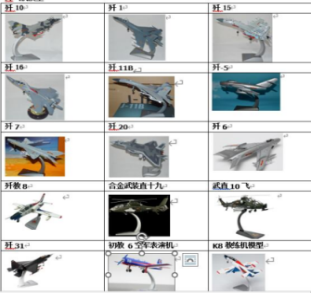 歼10 歼1 歼15
歼16 歼11B 歼-5
歼7 歼20 歼6
歼教8 合金武装直十九 武直10飞
歼31 初教6空军表演机 K8教练机模型